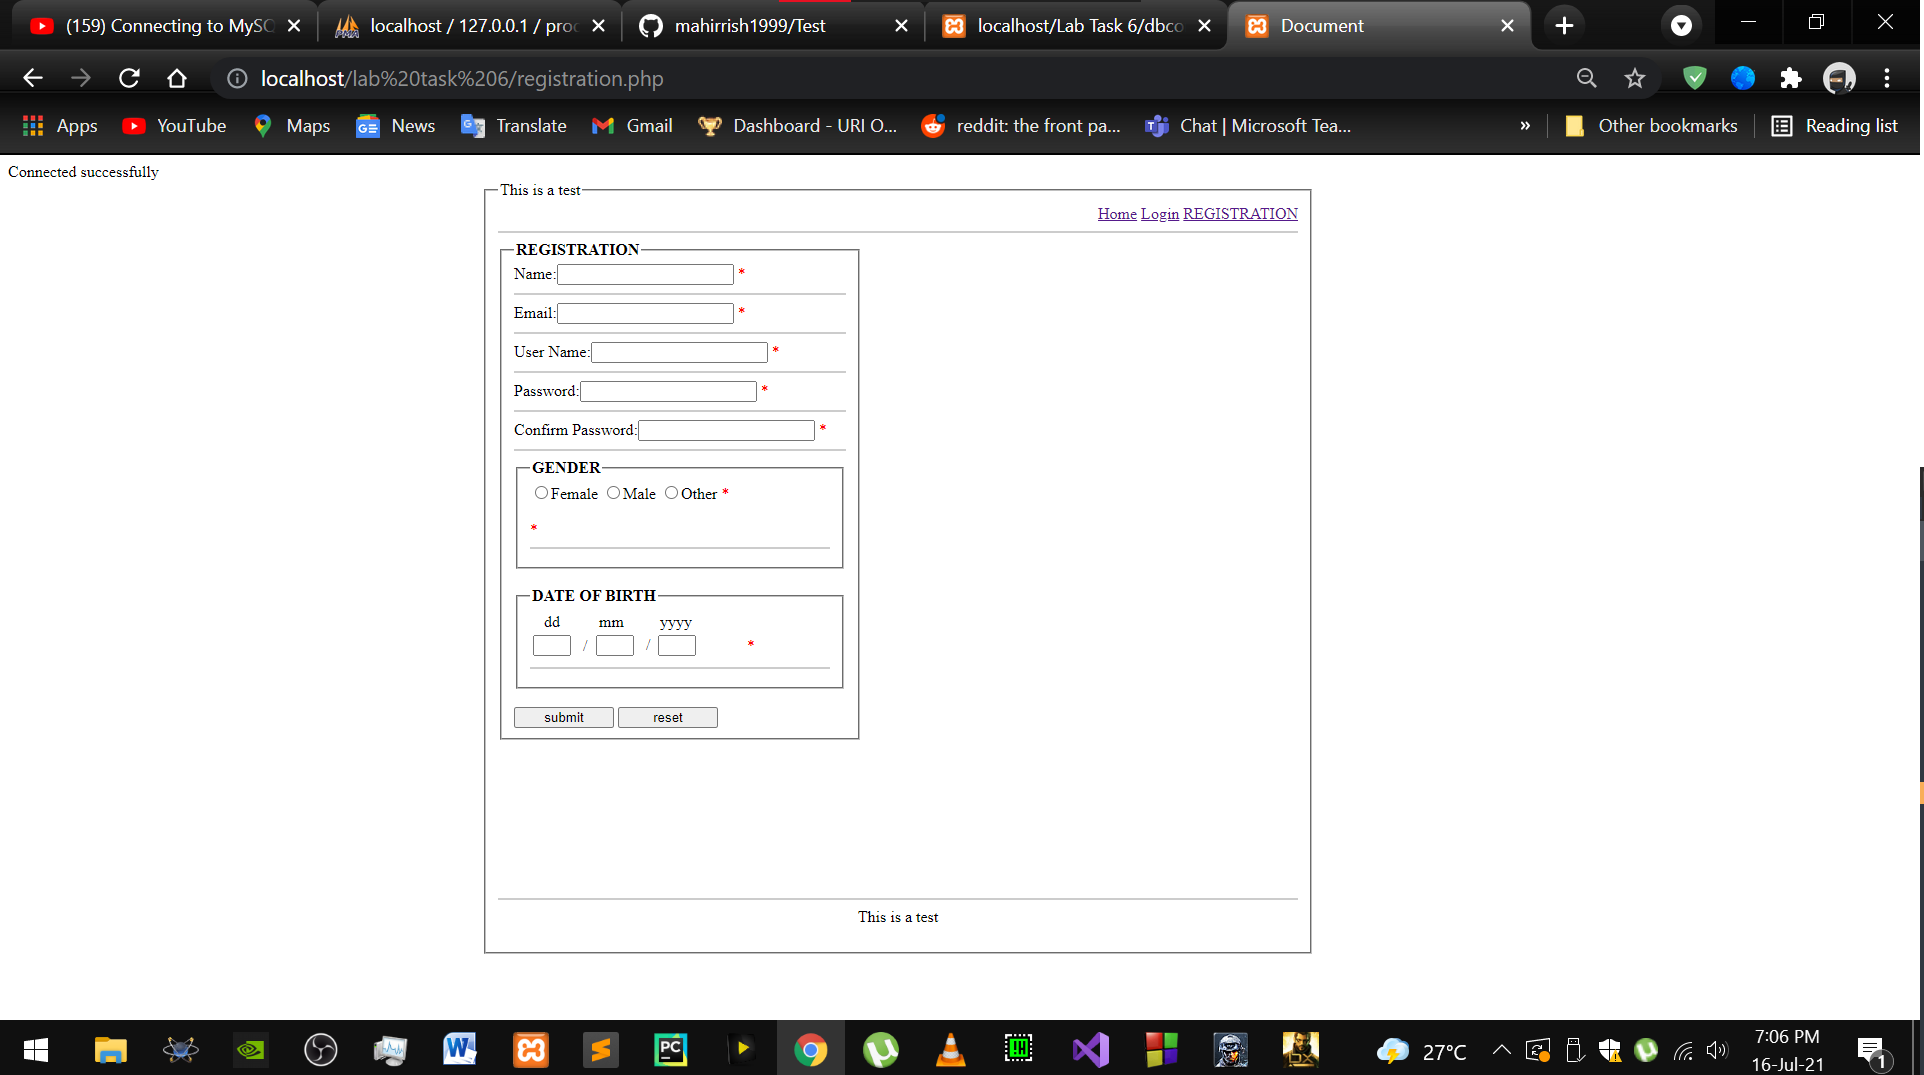 (159) Connecting to MySQ
localhost / 127.0.0.1 / prod
mahirrish1999/Test
localhost/Lab Task 6/dbco
Document
localhost/lab%20task%206/registration.php
Apps YouTube Maps News Translate Gmail Dashboard - URI O... reddit: the front pa... Chat | Microsoft Tea... » Other bookmarks Reading list
Connected successfully
This is a test
Home Login REGISTRATION
REGISTRATION
Name: *
Email: *
User Name: *
Password: *
Confirm Password: *
GENDER
Female Male Other *
*
DATE OF BIRTH
dd mm yyyy
/ / *
submit reset
This is a test
27°C
7:06 PM
16-Jul-21
1